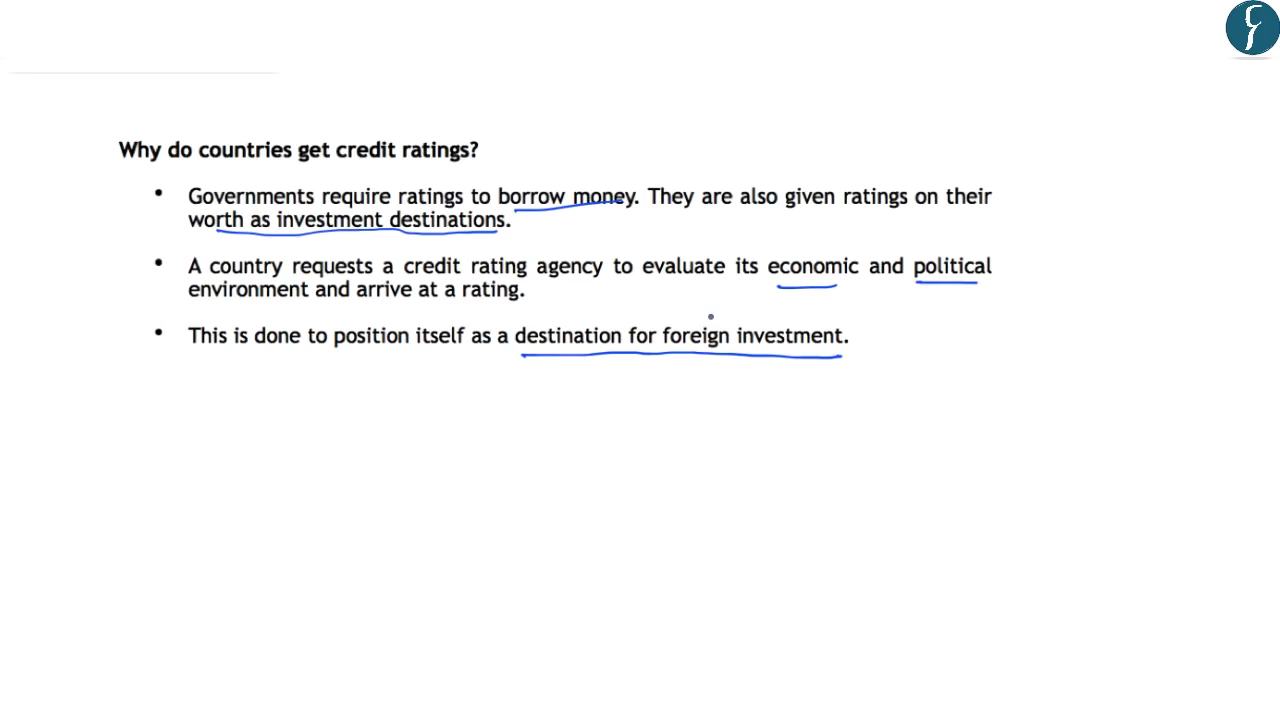 Why do countries get credit ratings?
• Governments require ratings to borrow money. They are also given ratings on their
worth as investment destinations.
• A country requests a credit rating agency to evaluate its economic and political
environment and arrive at a rating.
• This is done to position itself as a destination for foreign investment.